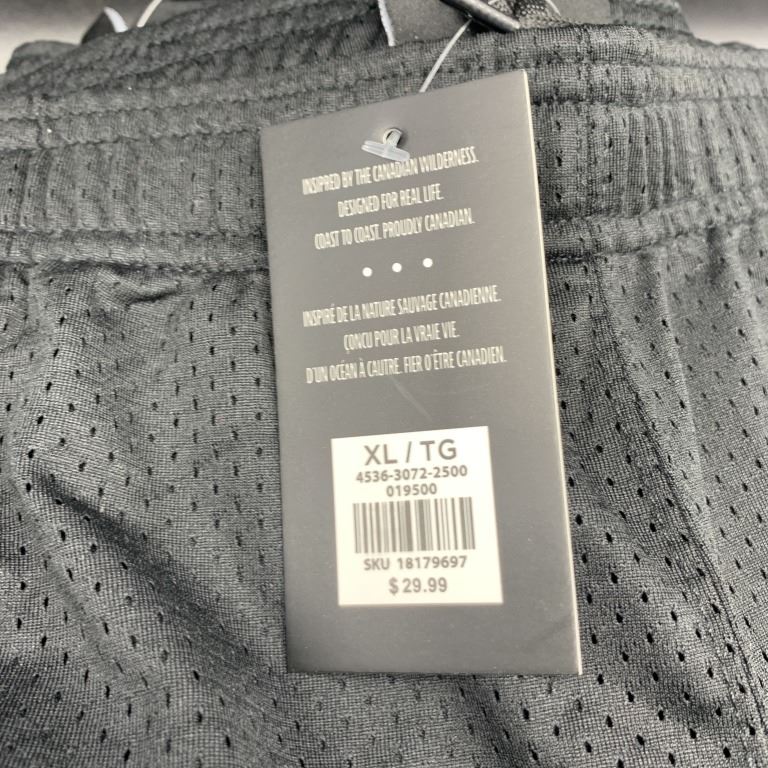 INSIPRED BY THE CANADIAN WILDERNESS.
DESIGNED FOR REAL LIFE.
COAST TO COAST. PROUDLY CANADIAN.
INSPIRÉ DE LA NATURE SAUVAGE CANADIENNE.
CONCU POUR LA VRAIE VIE.
D'UN OCÉAN À L'AUTRE. FIER D'ÊTRE CANADIEN.
XL / TG
4536-3072-2500
019500
SKU 18179697
$ 29.99